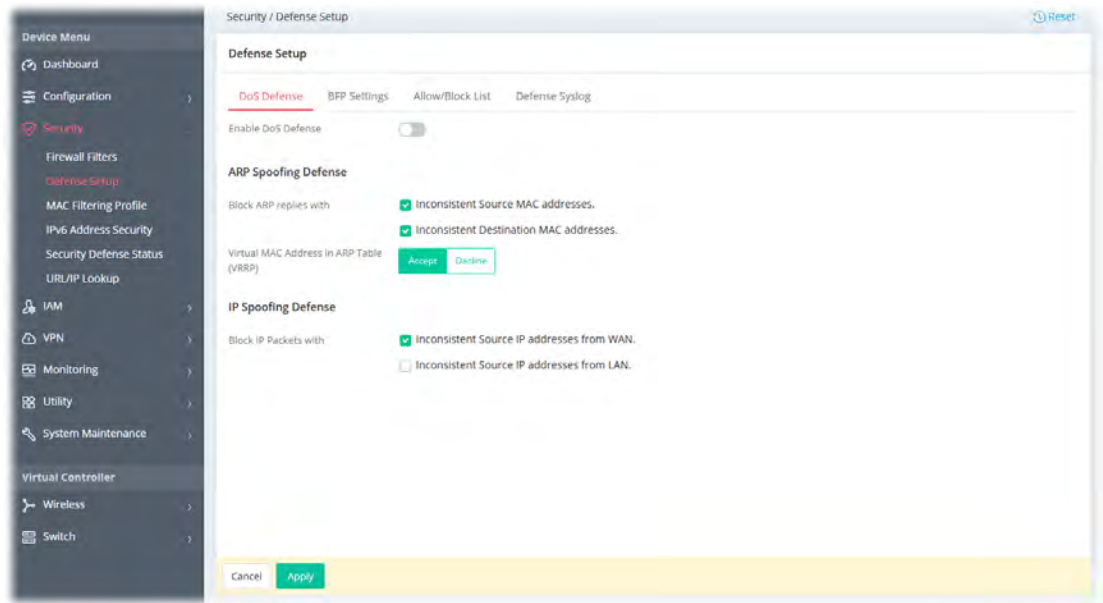 Security / Defense Setup
Reset
Device Menu
Dashboard
Configuration
Security
Firewall Filters
Defense Setup
MAC Filtering Profile
IPv6 Address Security
Security Defense Status
URL/IP Lookup
IAM
VPN
Monitoring
Utility
System Maintenance
Virtual Controller
Wireless
Switch
Defense Setup
DoS Defense BFP Settings Allow/Block List Defense Syslog
Enable DoS Defense
ARP Spoofing Defense
Block ARP replies with Inconsistent Source MAC addresses.
Inconsistent Destination MAC addresses.
Virtual MAC Address in ARP Table
(VRRP)
Accept Decline
IP Spoofing Defense
Block IP Packets with Inconsistent Source IP addresses from WAN.
Inconsistent Source IP addresses from LAN.
Cancel Apply